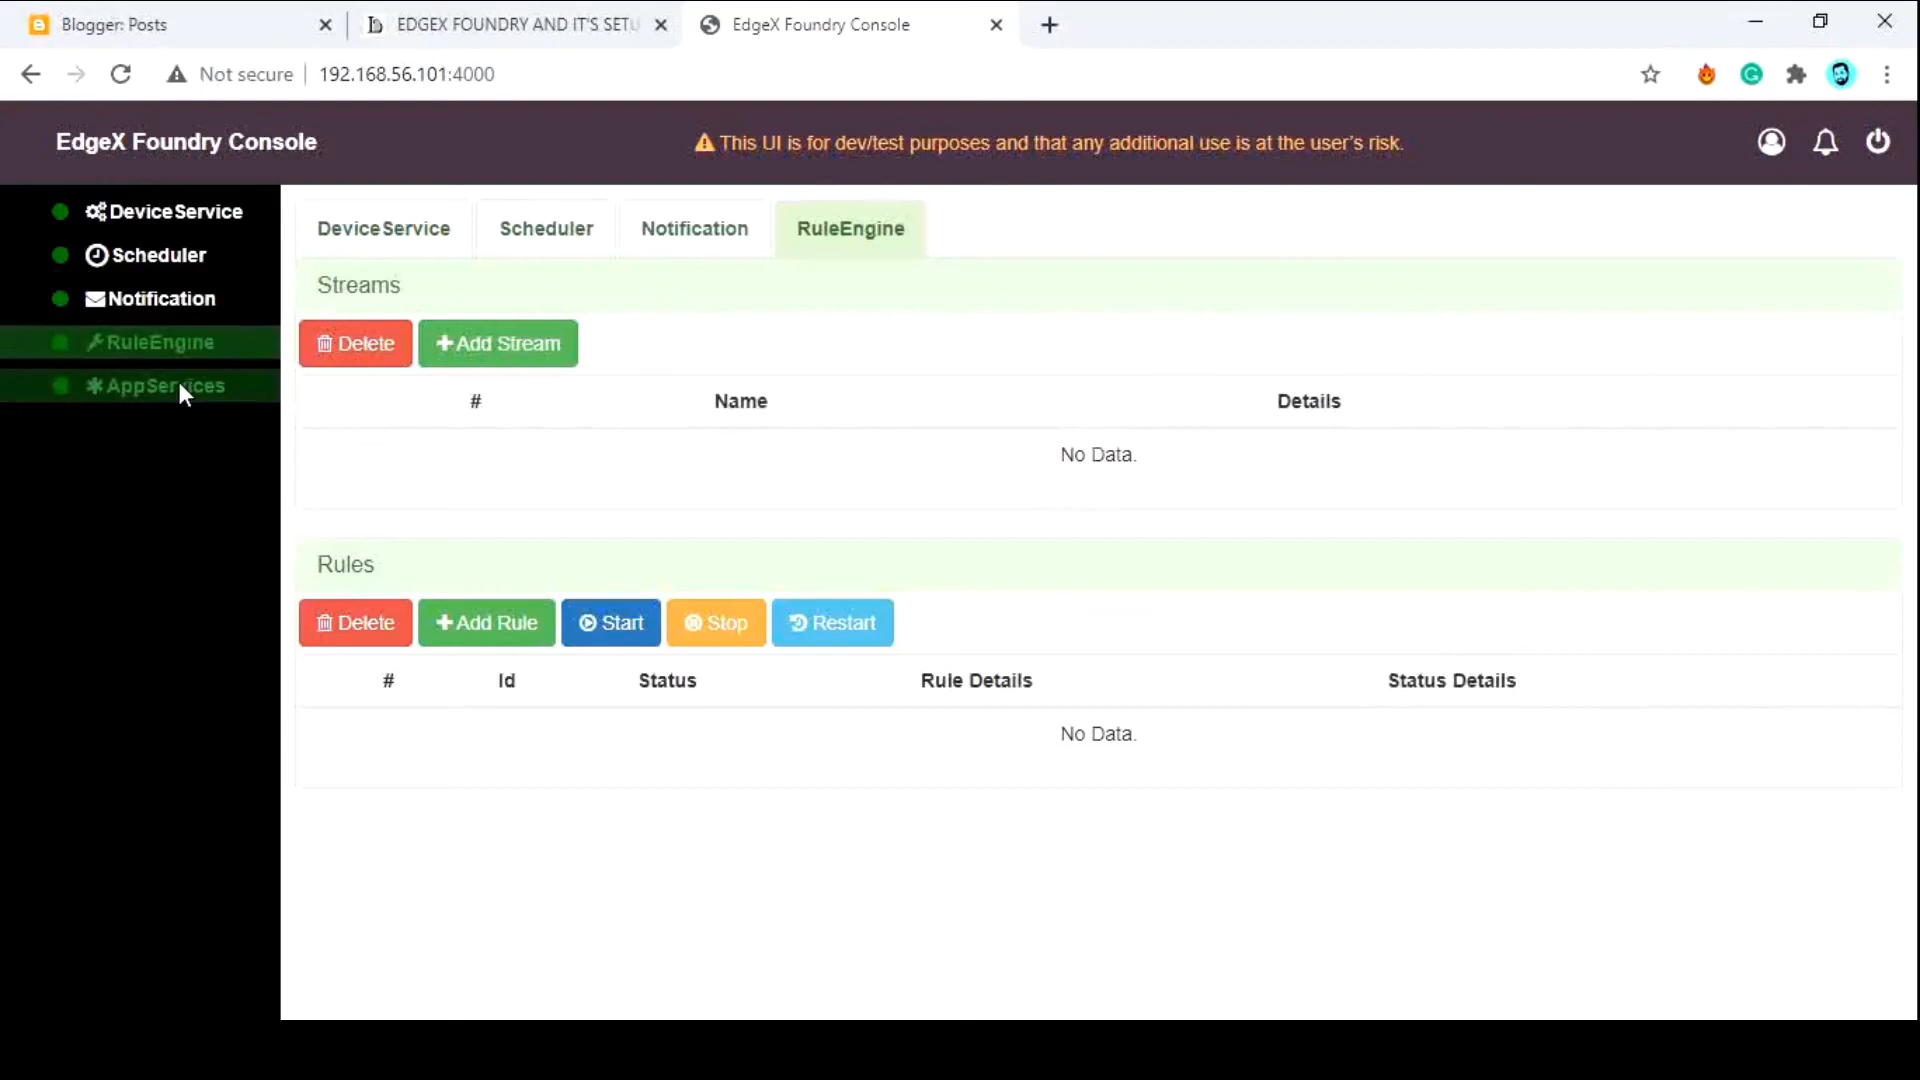 Blogger: Posts
EDGEX FOUNDRY AND IT'S SETU
EdgeX Foundry Console
Not secure
192.168.56.101:4000
EdgeX Foundry Console
This UI is for dev/test purposes and that any additional use is at the user's risk.
DeviceService
Scheduler
Notification
RuleEngine
AppServices
DeviceService
Scheduler
Notification
RuleEngine
Streams
Delete
Add Stream
# Name Details
No Data.
Rules
Delete
Add Rule
Start
Stop
Restart
# Id Status Rule Details Status Details
No Data.